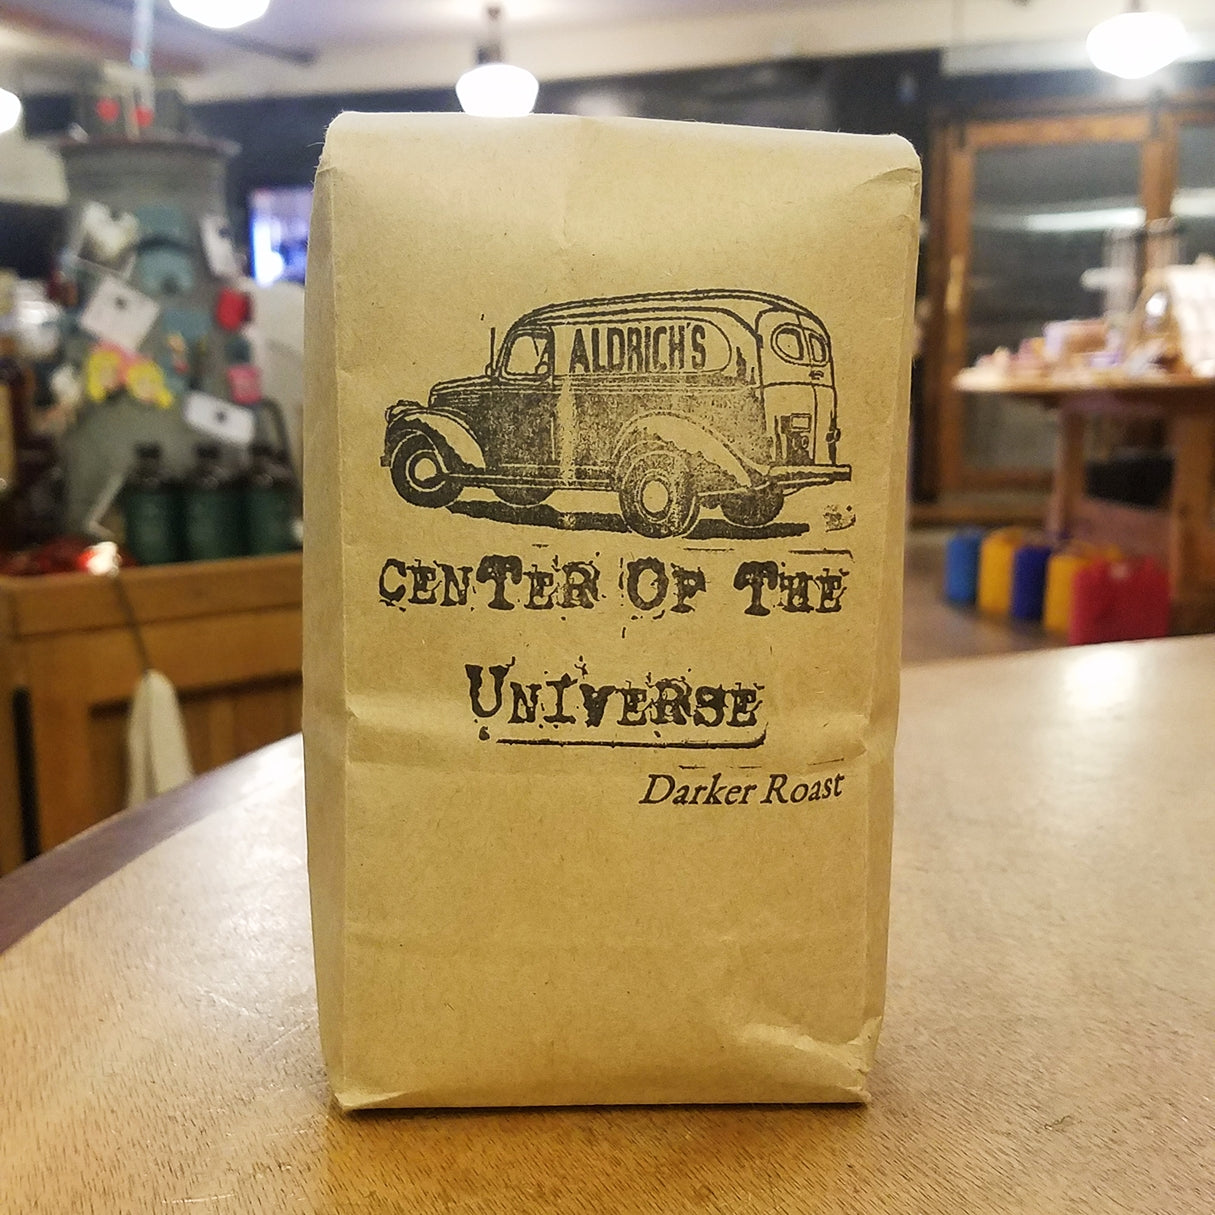 ALDRICH'S
CENTER OF THE
UNIVERSE
Darker Roast